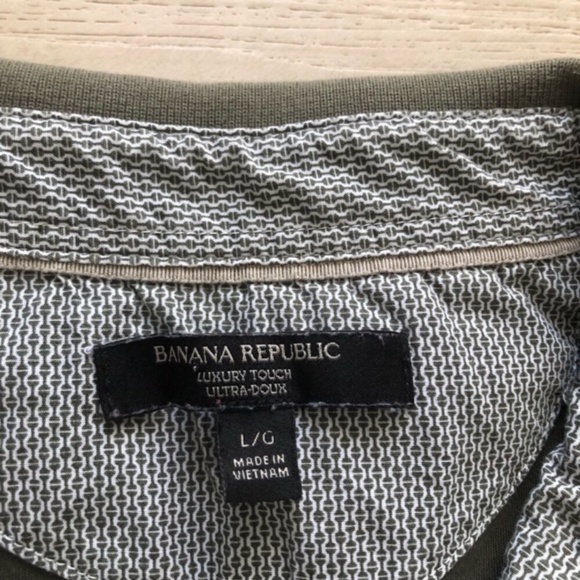 BANANA REPUBLIC
LUXURY TOUCH
ULTRA-DOUX
L/G
MADE IN
VIETNAM